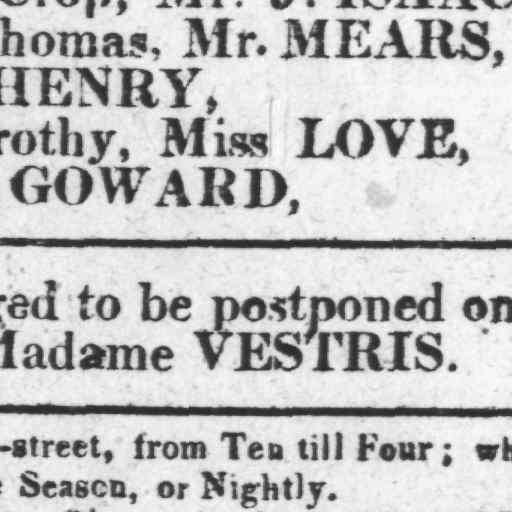 Thomas, Mr. MEARS,
HENRY,
rothy, Miss LOVE,
GOWARD,
red to be postponed on
Madame VESTRIS.
-street, from Ten till Four; wh
e Season, or Nightly.